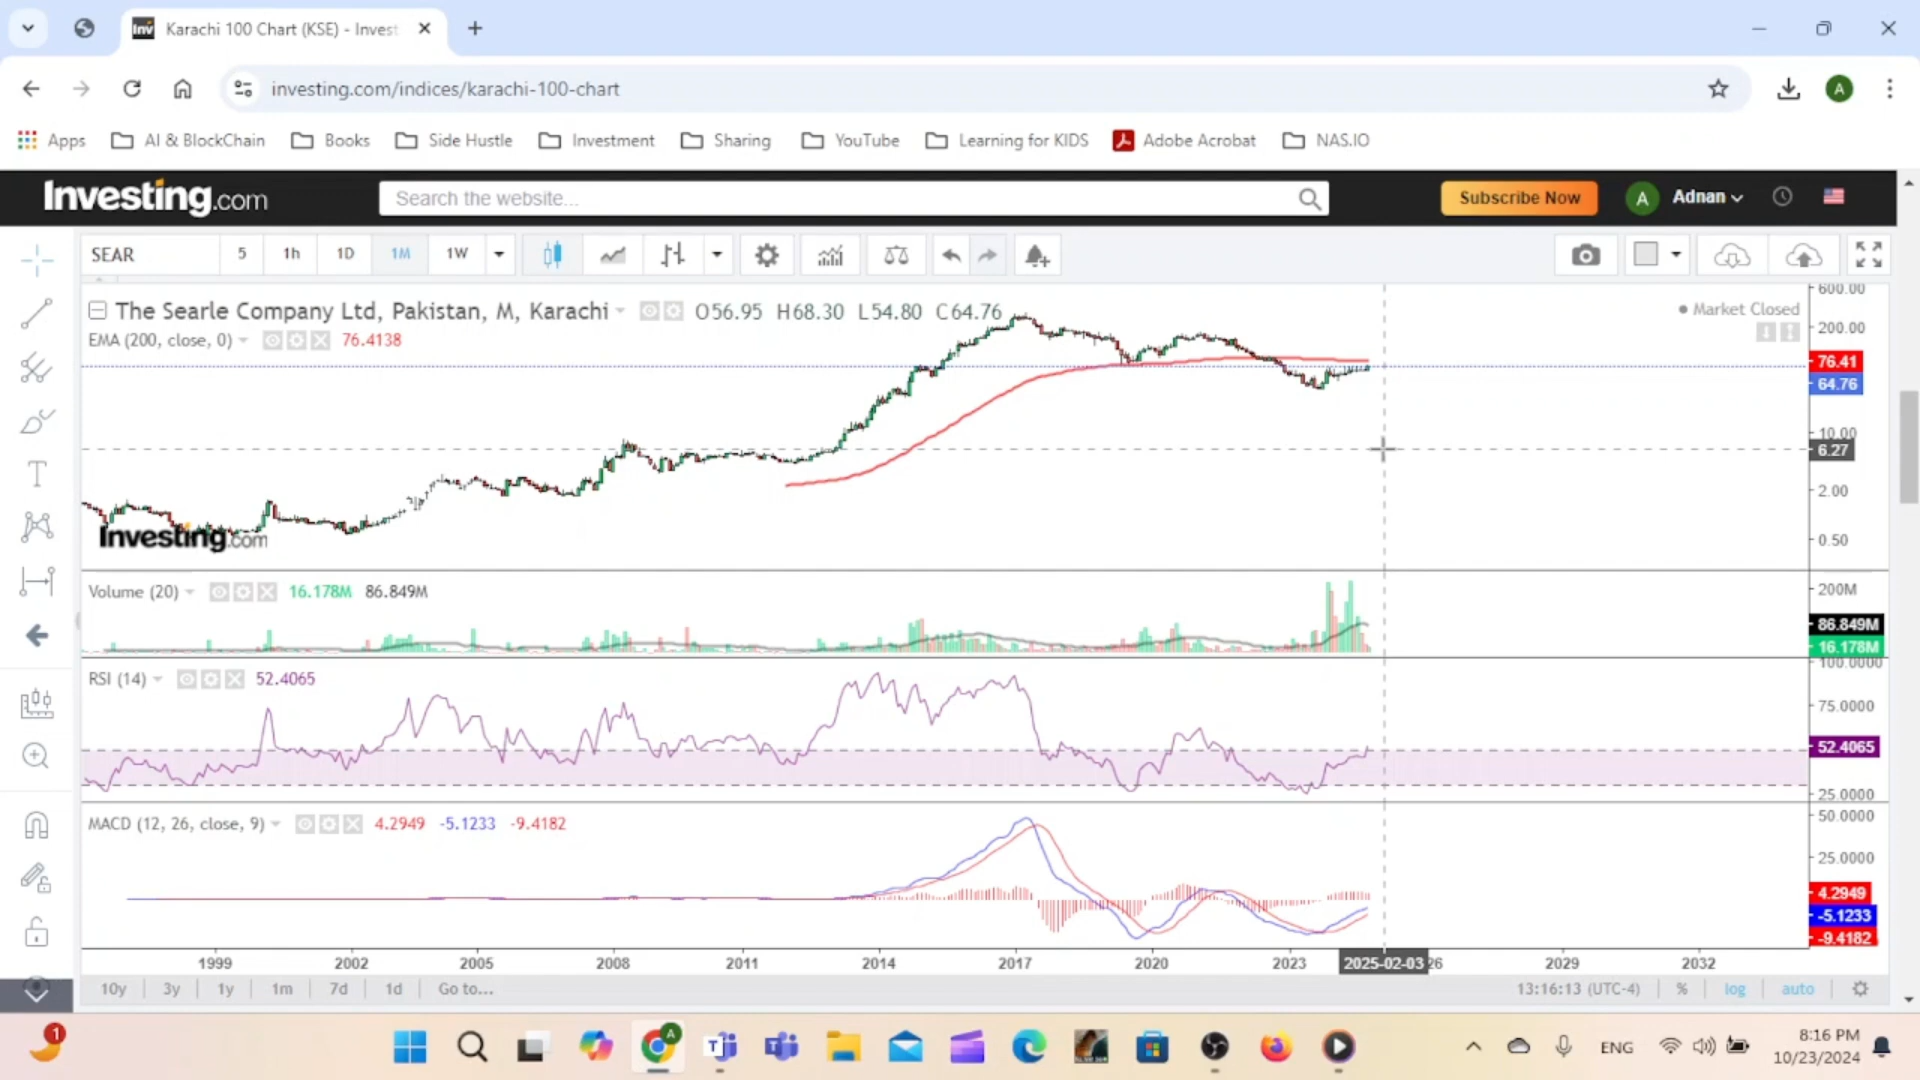 Karachi 100 Chart (KSE) - Invest
investing.com/indices/karachi-100-chart
A
Apps
AI & BlockChain
Books
Side Hustle
Investment
Sharing
YouTube
Learning for KIDS
Adobe Acrobat
NAS.IO
Investing.com
Search the website...
Subscribe Now
A
Adnan
SEAR
5
1h
1D
1M
1W
The Searle Company Ltd, Pakistan, M, Karachi
O56.95 H68.30 L54.80 C64.76
Market Closed
EMA (200, close, 0)
76.4138
600.00
200.00
76.41
64.76
10.00
6.27
2.00
0.50
Investing.com
Volume (20)
16.178M 86.849M
200M
86.849M
16.178M
RSI (14)
52.4065
100.0000
75.0000
52.4065
25.0000
MACD (12, 26, close, 9)
4.2949 -5.1233 -9.4182
50.0000
25.0000
4.2949
-5.1233
-9.4182
1999
2002
2005
2008
2011
2014
2017
2020
2023
2025-02-03
26
2029
2032
10y
3y
1y
1m
7d
1d
Go to...
13:16:13 (UTC-4)
%
log
auto
1
A
ENG
8:16 PM
10/23/2024